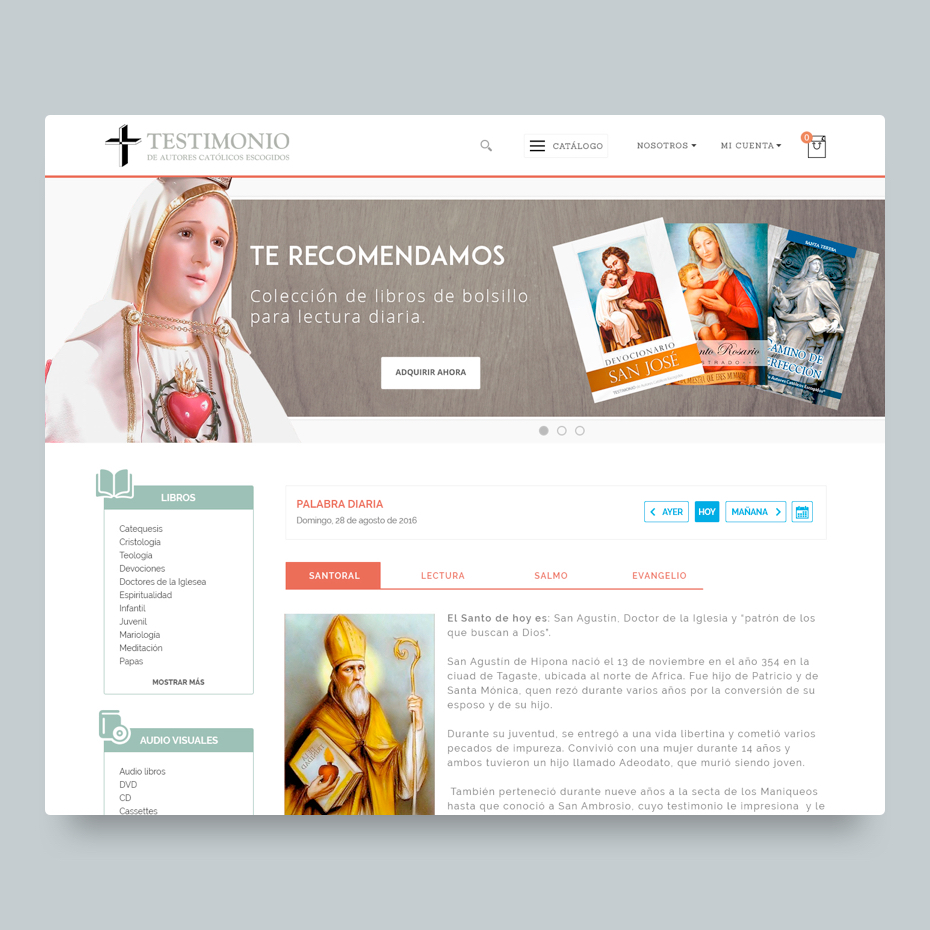 TESTIMONIO
DE AUTORES CATÓLICOS ESCOGIDOS
CATÁLOGO
NOSOTROS
MI CUENTA
0
TE RECOMENDAMOS
Colección de libros de bolsillo
para lectura diaria.
ADQUIRIR AHORA
DEVOCIONARIO
SAN JOSÉ
nto Rosario
STRADO
SANTA TERESA
AMINO DE
RFECCIÓN
LIBROS
Catequesis
Cristología
Teología
Devociones
Doctores de la Iglesea
Espiritualidad
Infantil
Juvenil
Mariología
Meditación
Papas
MOSTRAR MÁS
AUDIO VISUALES
Audio libros
DVD
CD
Cassettes
PALABRA DIARIA
Domingo, 28 de agosto de 2016
AYER
HOY
MAÑANA
SANTORAL
LECTURA
SALMO
EVANGELIO
El Santo de hoy es: San Agustín, Doctor de la Iglesia y “patrón de los
que buscan a Dios”.
San Agustín de Hipona nació el 13 de noviembre en el año 354 en la
ciuad de Tagaste, ubicada al norte de Africa. Fue hijo de Patricio y de
Santa Mónica, quen rezó durante varios años por la conversión de su
esposo y de su hijo.
Durante su juventud, se entregó a una vida libertina y cometió varios
pecados de impureza. Convivió con una mujer durante 14 años y
ambos tuvieron un hijo llamado Adeodato, que murió siendo joven.
También perteneció durante nueve años a la secta de los Maniqueos
hasta que conoció a San Ambrosio, cuyo testimonio le impresiona y le